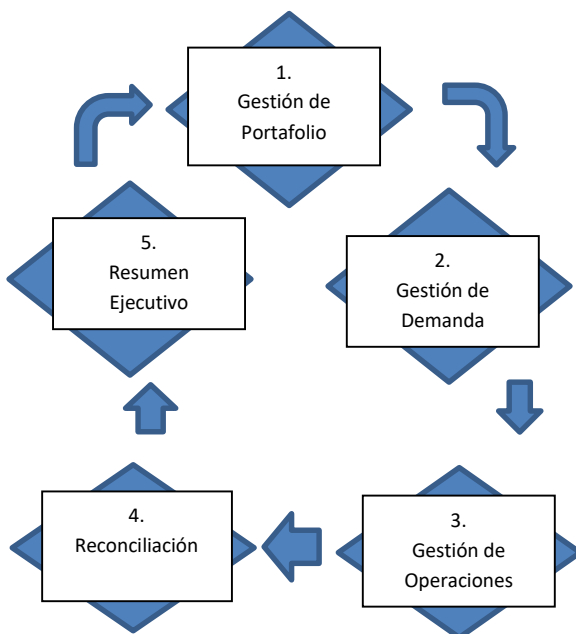 1.
Gestión de
Portafolio
2.
Gestión de
Demanda
3.
Gestión de
Operaciones
4.
Reconciliación
5.
Resumen
Ejecutivo